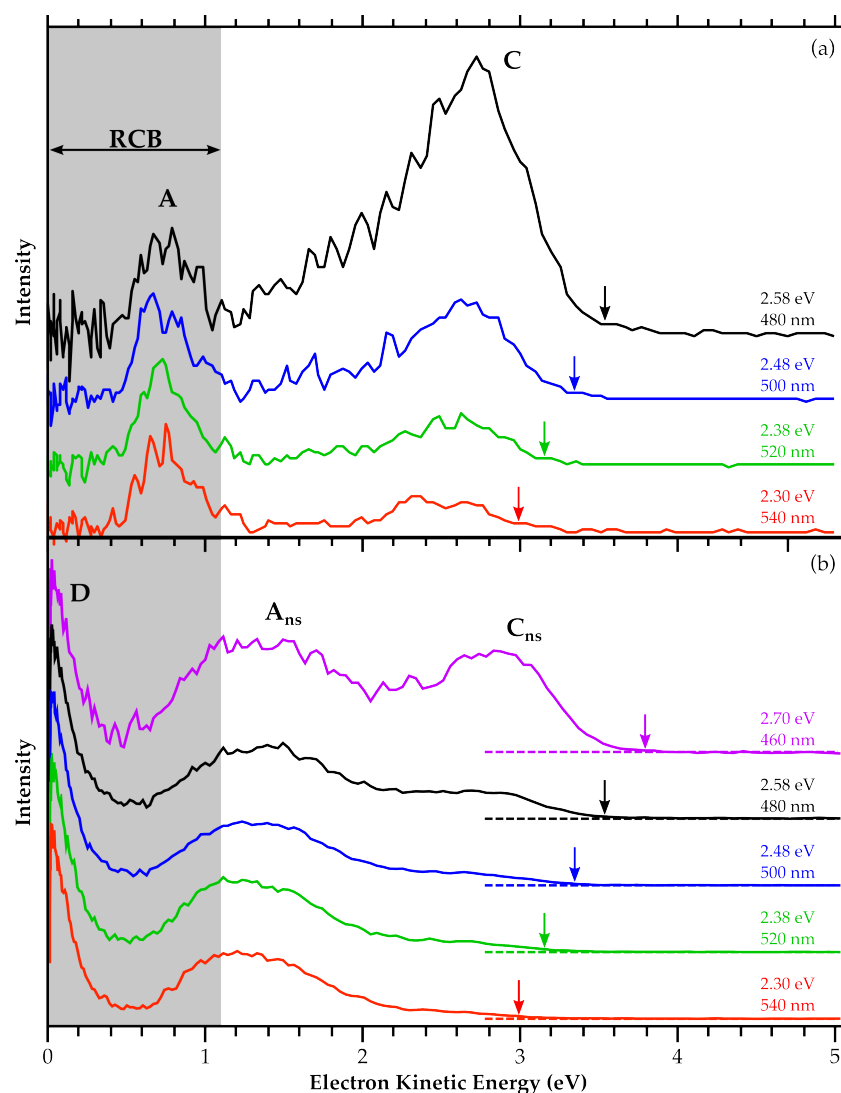 (a)
C
RCB
A
Intensity
2.58 eV
480 nm
2.48 eV
500 nm
2.38 eV
520 nm
2.30 eV
540 nm
(b)
D
Ans
Cns
Intensity
2.70 eV
460 nm
2.58 eV
480 nm
2.48 eV
500 nm
2.38 eV
520 nm
2.30 eV
540 nm
0 1 2 3 4 5
Electron Kinetic Energy (eV)